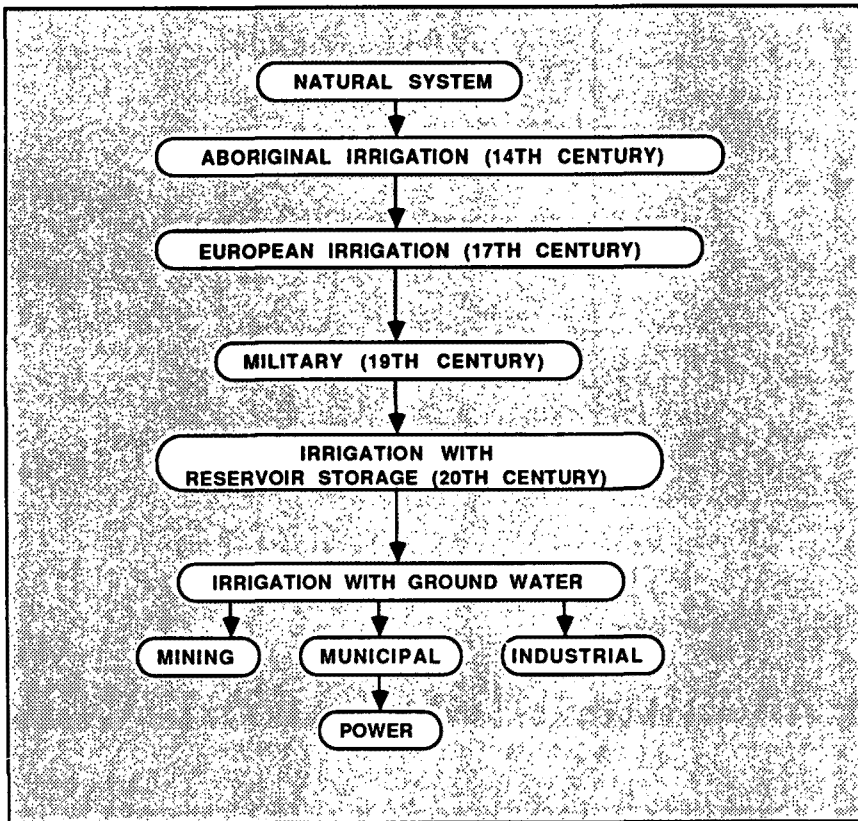 NATURAL SYSTEM
ABORIGINAL IRRIGATION (14TH CENTURY)
EUROPEAN IRRIGATION (17TH CENTURY)
MILITARY (19TH CENTURY)
IRRIGATION WITH
RESERVOIR STORAGE (20TH CENTURY)
IRRIGATION WITH GROUND WATER
MINING
MUNICIPAL
INDUSTRIAL
POWER